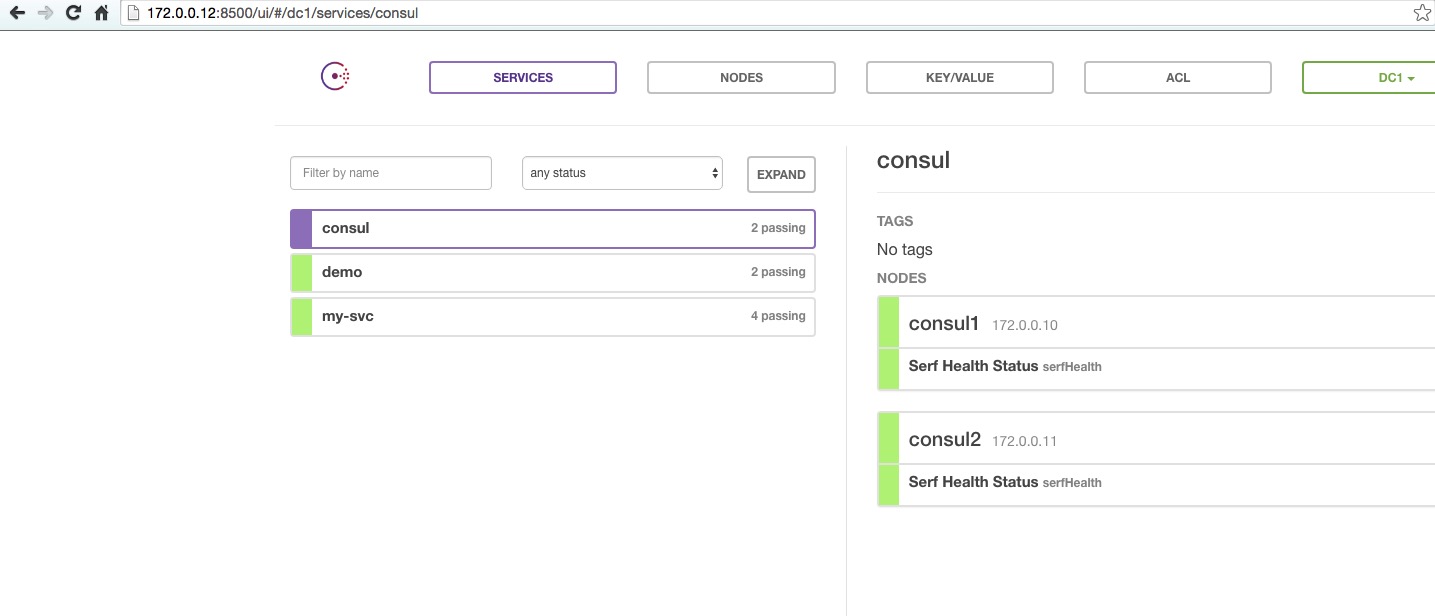 172.0.0.12:8500/ui/#/dc1/services/consul
SERVICES
NODES
KEY/VALUE
ACL
DC1
Filter by name
any status
EXPAND
consul 2 passing
demo 2 passing
my-svc 4 passing
consul
TAGS
No tags
NODES
consul1 172.0.0.10
Serf Health Status serfHealth
consul2 172.0.0.11
Serf Health Status serfHealth